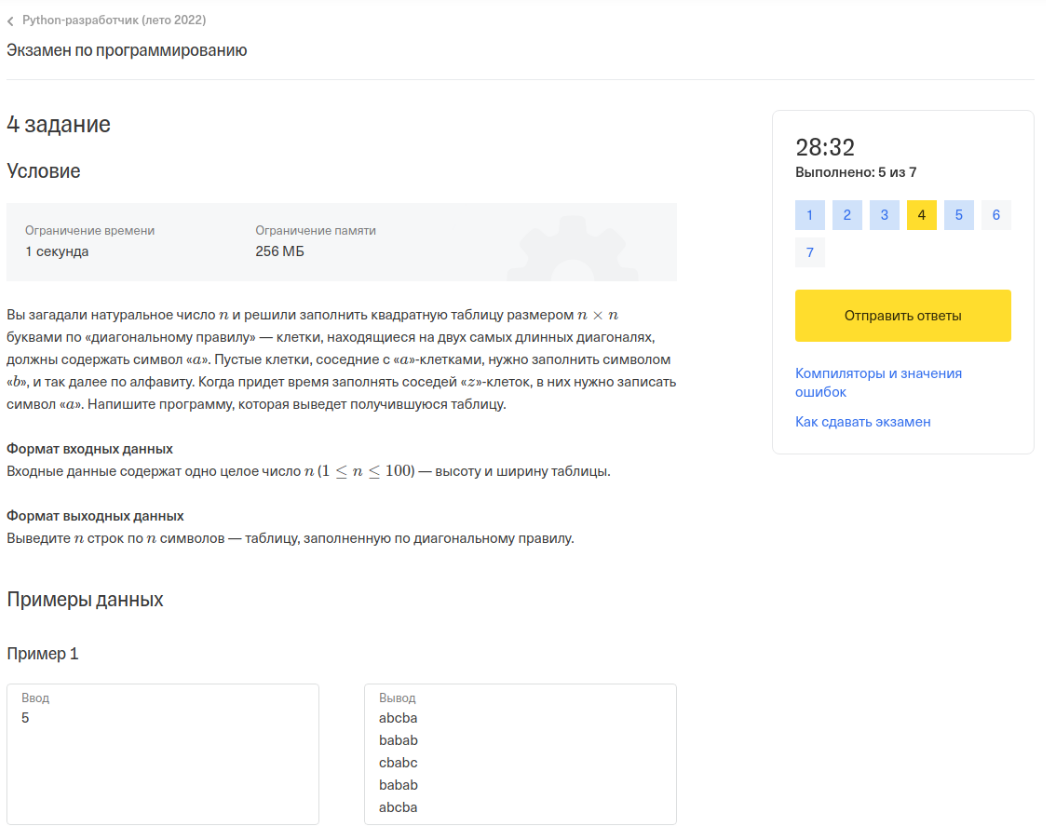 Python-разработчик (лето 2022)
Экзамен по программированию
4 задание
Условие
Ограничение времени
1 секунда
Ограничение памяти
256 МБ
Вы загадали натуральное число n и решили заполнить квадратную таблицу размером n × n
буквами по «диагональному правилу» — клетки, находящиеся на двух самых длинных диагоналях,
должны содержать символ «a». Пустые клетки, соседние с «a»-клетками, нужно заполнить символом
«b», и так далее по алфавиту. Когда придет время заполнять соседей «z»-клеток, в них нужно записать
символ «a». Напишите программу, которая выведет получившуюся таблицу.
Формат входных данных
Входные данные содержат одно целое число n (1 ≤ n ≤ 100) — высоту и ширину таблицы.
Формат выходных данных
Выведите n строк по n символов — таблицу, заполненную по диагональному правилу.
Примеры данных
Пример 1
Ввод
5
Вывод
abcba
babab
cbabc
babab
abcba
28:32
Выполнено: 5 из 7
1 2 3 4 5 6
7
Отправить ответы
Компиляторы и значения
ошибок
Как сдавать экзамен